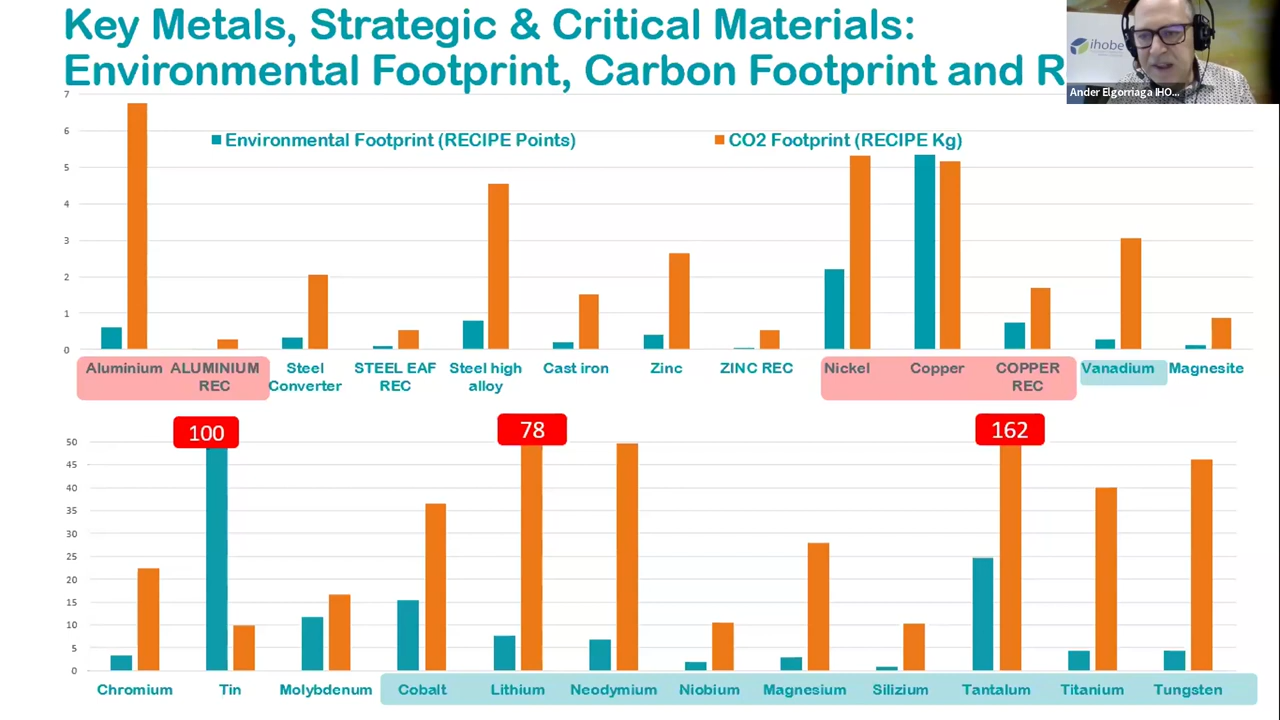 Key Metals, Strategic & Critical Materials:
Environmental Footprint, Carbon Footprint and R
ihobe
Ander Elgorriaga IHO...
7
6
5
4
3
2
1
0
Environmental Footprint (RECIPE Points)
CO2 Footprint (RECIPE Kg)
Aluminium
ALUMINIUM REC
Steel Converter
STEEL EAF REC
Steel high alloy
Cast iron
Zinc
ZINC REC
Nickel
Copper
COPPER REC
Vanadium
Magnesite
100
78
162
50
45
40
35
30
25
20
15
10
5
0
Chromium
Tin
Molybdenum
Cobalt
Lithium
Neodymium
Niobium
Magnesium
Silizium
Tantalum
Titanium
Tungsten